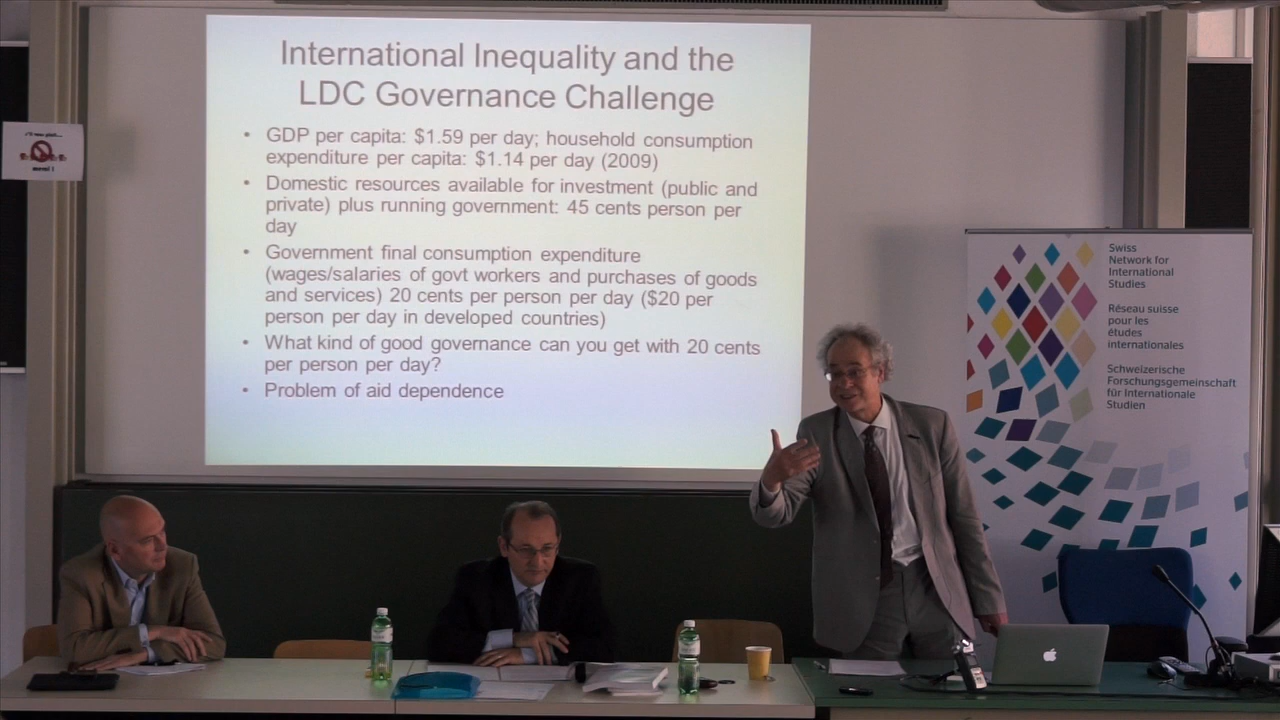 International Inequality and the
LDC Governance Challenge
• GDP per capita: $1.59 per day; household consumption
expenditure per capita: $1.14 per day (2009)
• Domestic resources available for investment (public and
private) plus running government: 45 cents person per
day
• Government final consumption expenditure
(wages/salaries of govt workers and purchases of goods
and services) 20 cents per person per day ($20 per
person per day in developed countries)
• What kind of good governance can you get with 20 cents
per person per day?
• Problem of aid dependence
s'il vous plaît...
merci !
Swiss
Network for
International
Studies
Réseau suisse
pour les
études
internationales
Schweizerische
Forschungsgemeinschaft
für Internationale
Studien